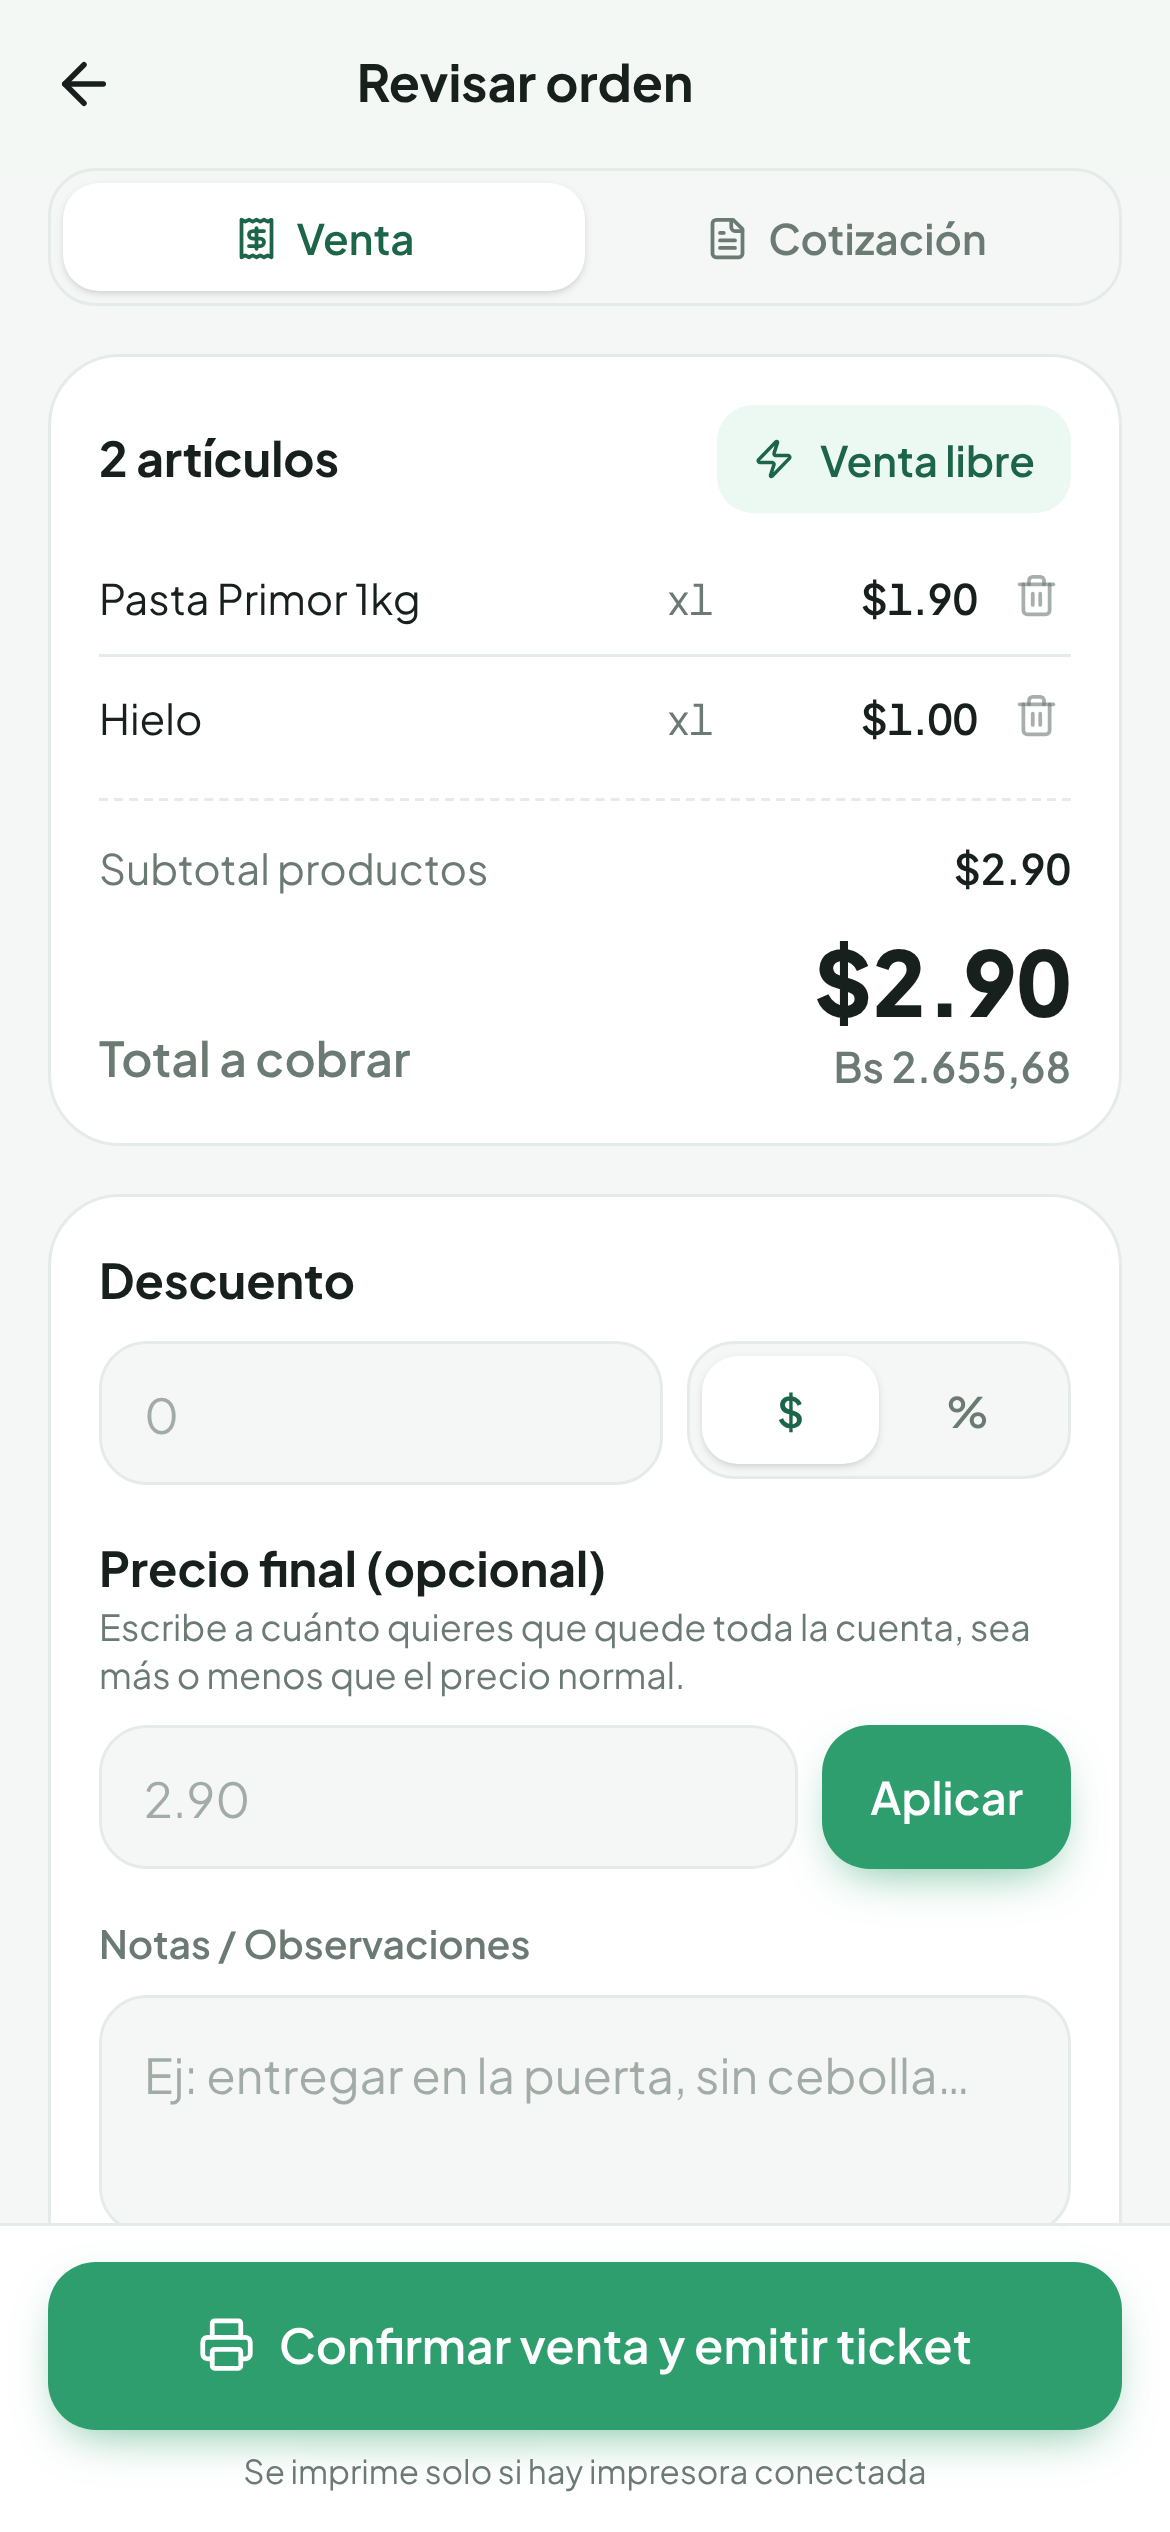 Revisar orden
Venta
Cotización
2 artículos
Venta libre
Pasta Primor 1kg x1 $1.90
Hielo x1 $1.00
Subtotal productos $2.90
$2.90
Total a cobrar
Bs 2.655,68
Descuento
0
$
%
Precio final (opcional)
Escribe a cuánto quieres que quede toda la cuenta, sea
más o menos que el precio normal.
2.90
Aplicar
Notas / Observaciones
Ej: entregar en la puerta, sin cebolla...
Confirmar venta y emitir ticket
Se imprime solo si hay impresora conectada